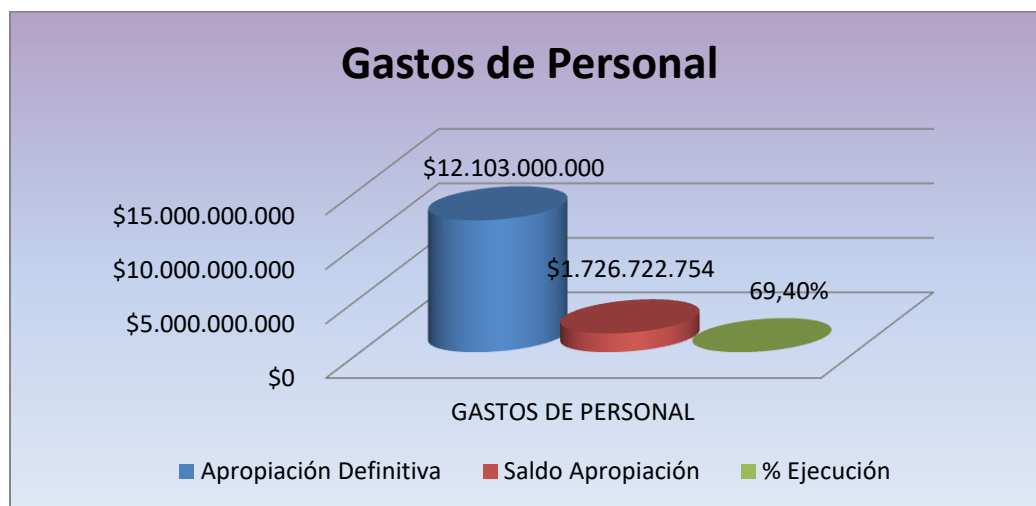 Gastos de Personal
$12.103.000.000
$15.000.000.000
$10.000.000.000
$1.726.722.754
69,40%
$5.000.000.000
$0
GASTOS DE PERSONAL
Apropiación Definitiva
Saldo Apropiación
% Ejecución